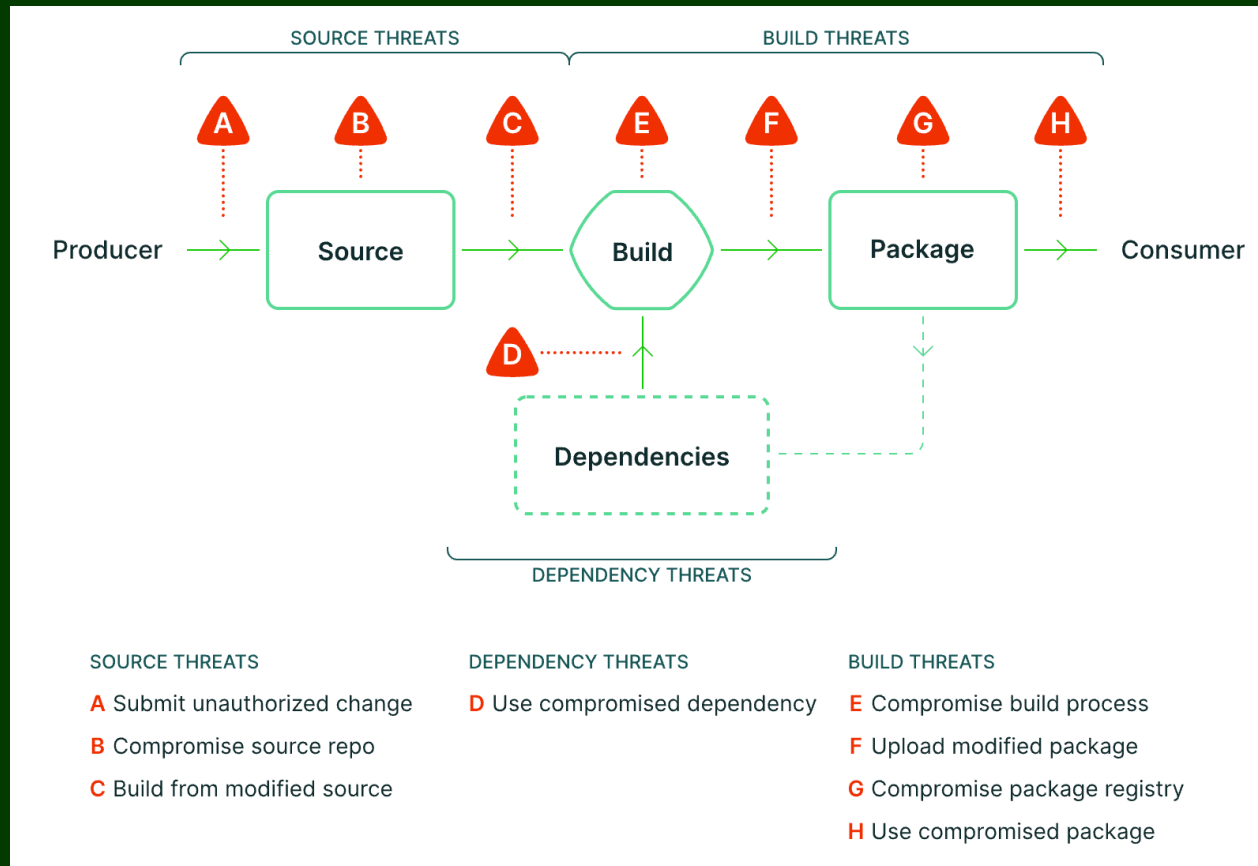 SOURCE THREATS
BUILD THREATS
A
B
C
E
F
G
H
Producer
Source
Build
Package
Consumer
D
Dependencies
DEPENDENCY THREATS
SOURCE THREATS
A Submit unauthorized change
B Compromise source repo
C Build from modified source
DEPENDENCY THREATS
D Use compromised dependency
BUILD THREATS
E Compromise build process
F Upload modified package
G Compromise package registry
H Use compromised package